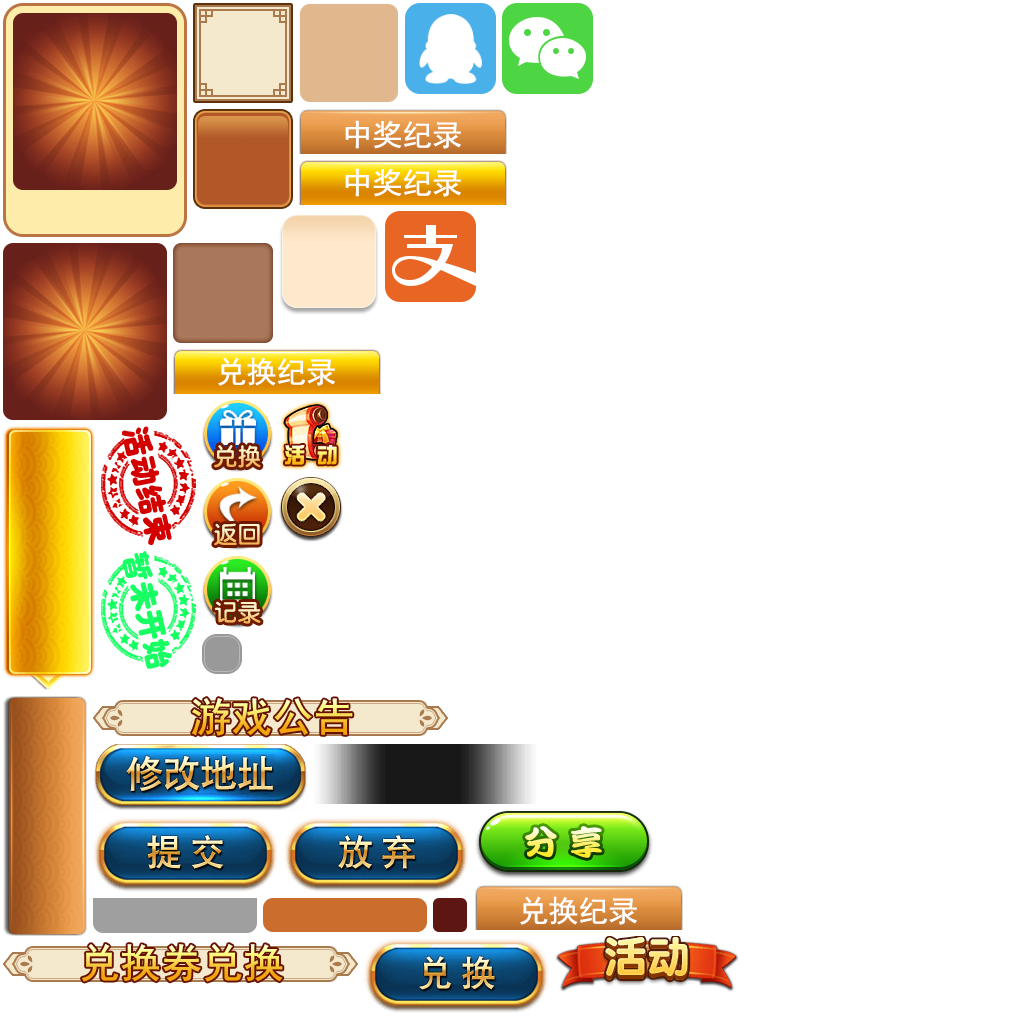 中奖纪录
中奖纪录
支
兑换纪录
兑换
活动
活动结束
返回
暂未开始
记录
游戏公告
修改地址
提交
放弃
分享
兑换纪录
兑换券兑换
兑换
活动